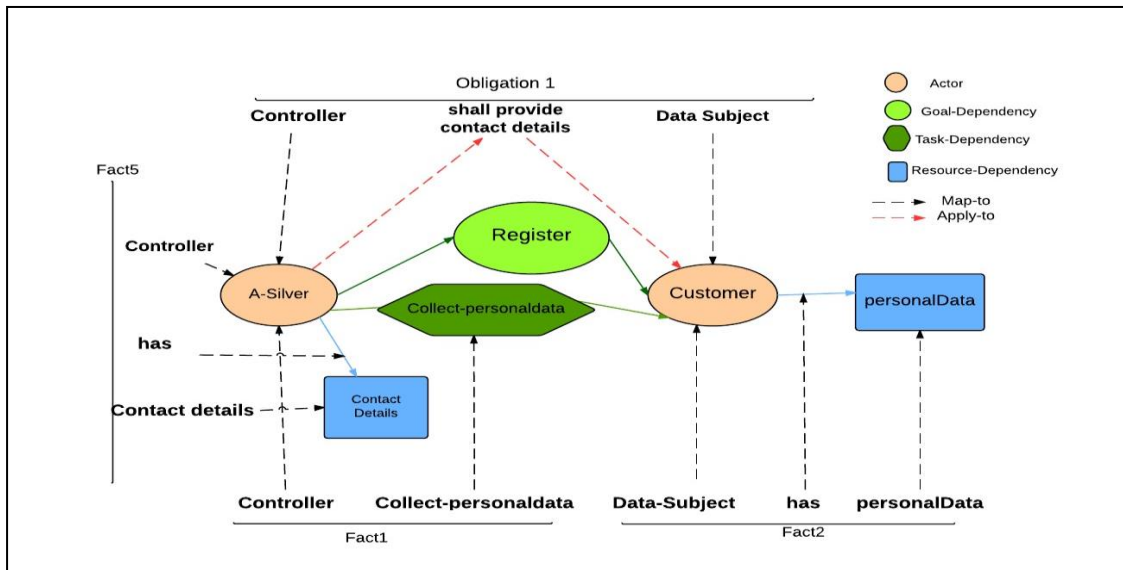 Obligation 1
Controller
shall provide
contact details
Data Subject
Actor
Goal-Dependency
Task-Dependency
Resource-Dependency
Map-to
Apply-to
Fact5
Controller
A-Silver
Register
Customer
personalData
Collect-personaldata
has
Contact details
Contact
Details
Controller
Collect-personaldata
Data-Subject
has
personalData
Fact1
Fact2